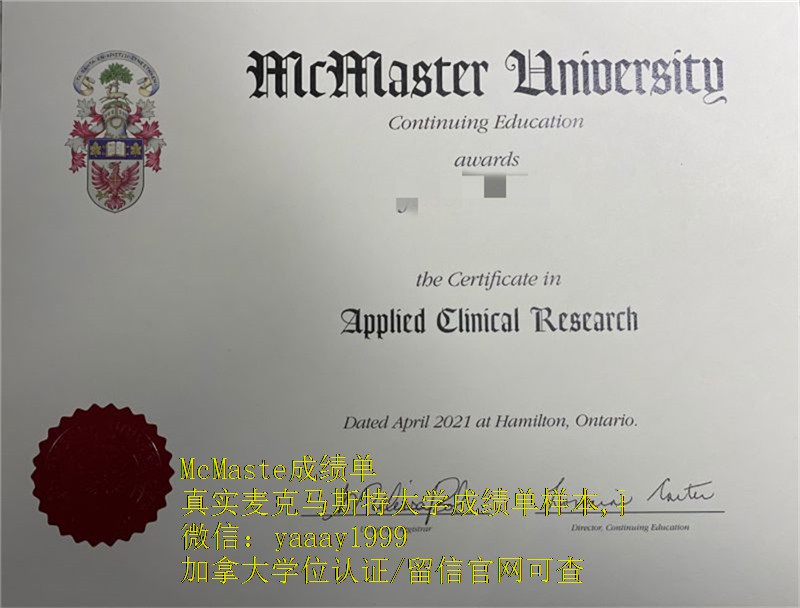 McMaster University
Continuing Education
awards
the Certificate in
Applied Clinical Research
Dated April 2021 at Hamilton, Ontario.
McMaste成绩单
真实麦克马斯特大学成绩单样本,j
微信：yaaay1999
Registrar
Director, Continuing Education
加拿大学位认证/留信官网可查